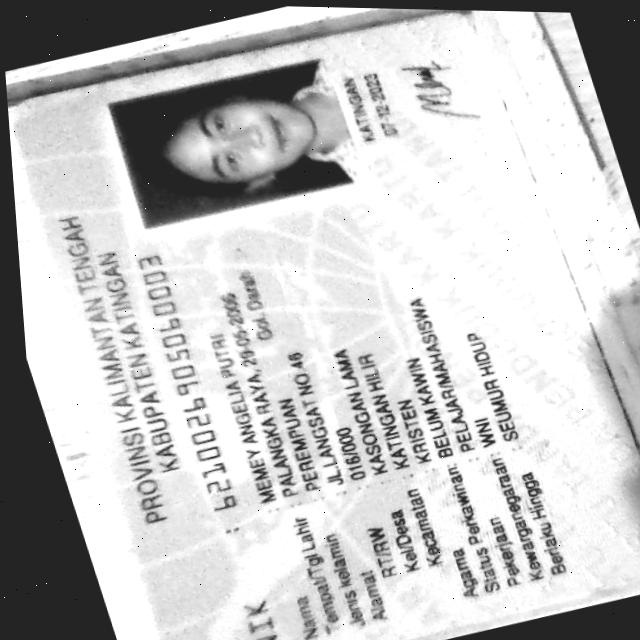 PROVINSI KALIMANTAN TENGAH
KABUPATEN KATINGAN
NIK
6210026905060003
Nama
MENEY ANGELIA PUTRI
Tempat/Tgl Lahir
PALANGKA RAYA, 29-05-2006
Jenis kelamin
PEREMPUAN
Gol. Darah
Alamat
JL.LANGSAT NO.46
RT/RW
016/000
Kel/Desa
KASONGAN LAMA
Kecamatan
KATINGAN HILIR
KATINGAN
Agama
KRISTEN
Status Perkawinan:
BELUM KAWIN
Pekerjaan
PELAJAR/MAHASISWA
Kewarganegaraan:
WNI
Berlaku Hingga
SEUMUR HIDUP
KATINGAN
07-12-2023